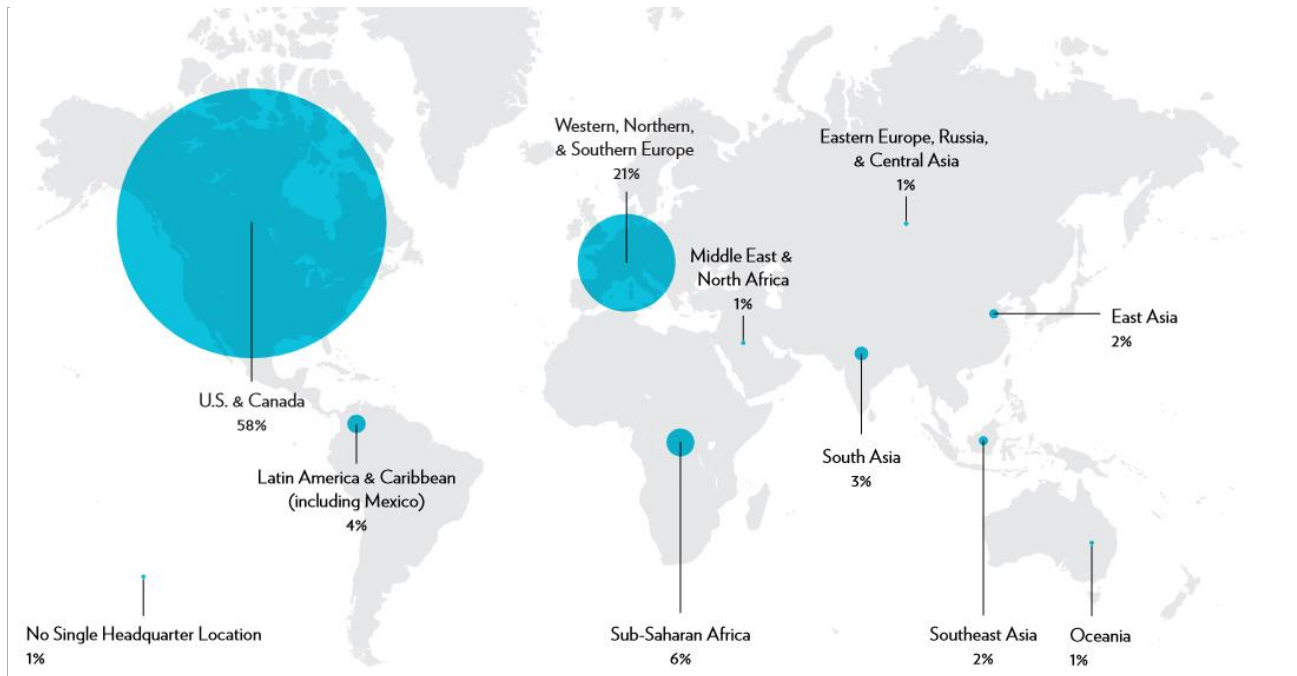 Western, Northern,
& Southern Europe
21%
Eastern Europe, Russia,
& Central Asia
1%
Middle East &
North Africa
1%
East Asia
2%
U.S. & Canada
58%
South Asia
3%
Latin America & Caribbean
(including Mexico)
4%
No Single Headquarter Location
1%
Sub-Saharan Africa
6%
Southeast Asia
2%
Oceania
1%